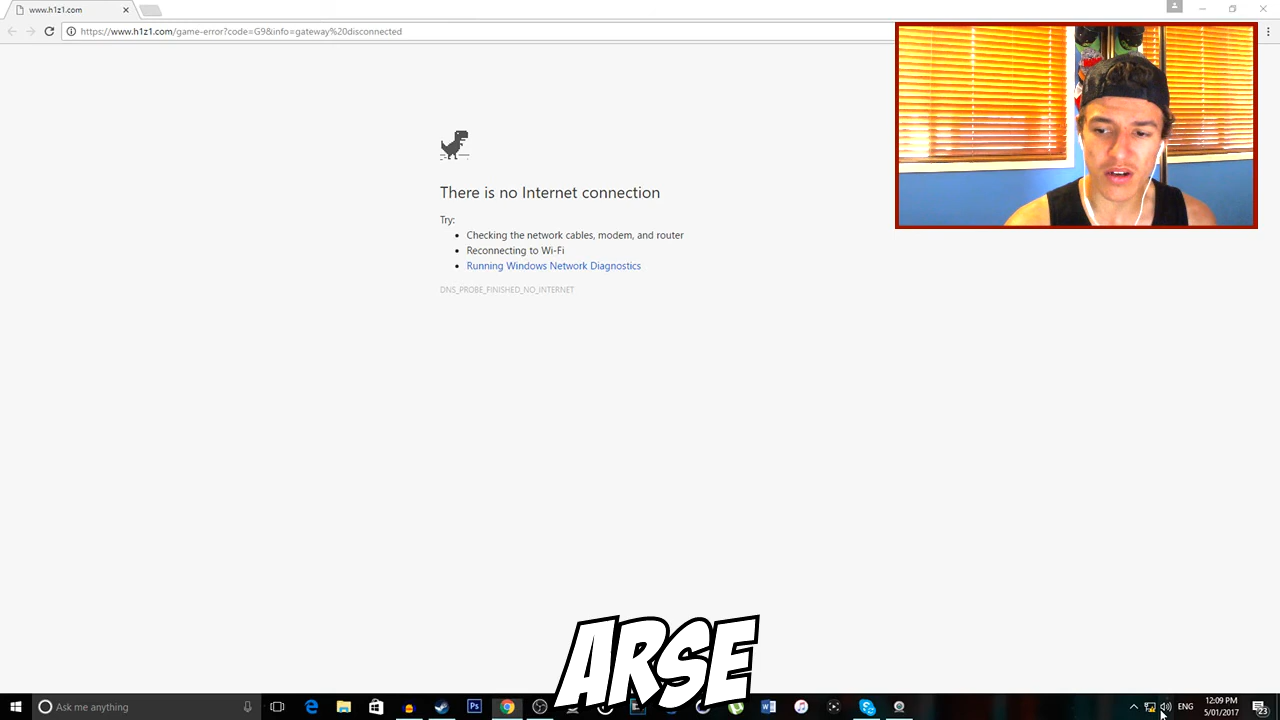 www.h1z1.com
https://www.h1z1.com/game-error?code=G9&info=gateway%20disconnected
There is no Internet connection
Try:
Checking the network cables, modem, and router
Reconnecting to Wi-Fi
Running Windows Network Diagnostics
DNS_PROBE_FINISHED_NO_INTERNET
ARSE
Ask me anything
ENG
12:09 PM
5/01/2017
23